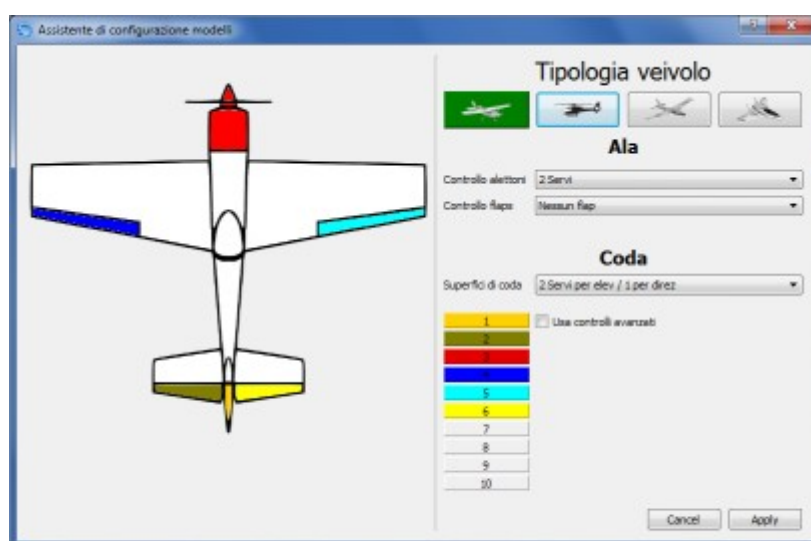 Assistente di configurazione modelli
Tipologia veivolo
Ala
Controllo alettoni 2 Servi
Controllo flaps Nessun flap
Coda
Superfici di coda 2 Servi per elev / 1 per direz
1 Usa controlli avanzati
2
3
4
5
6
7
8
9
10
Cancel Apply